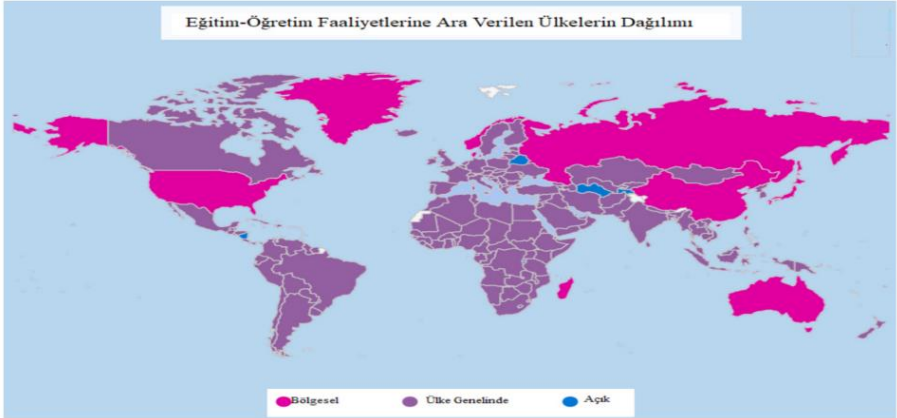 Eğitim-Öğretim Faaliyetlerine Ara Verilen Ülkelerin Dağılımı
Bölgesel Ülke Genelinde Açık